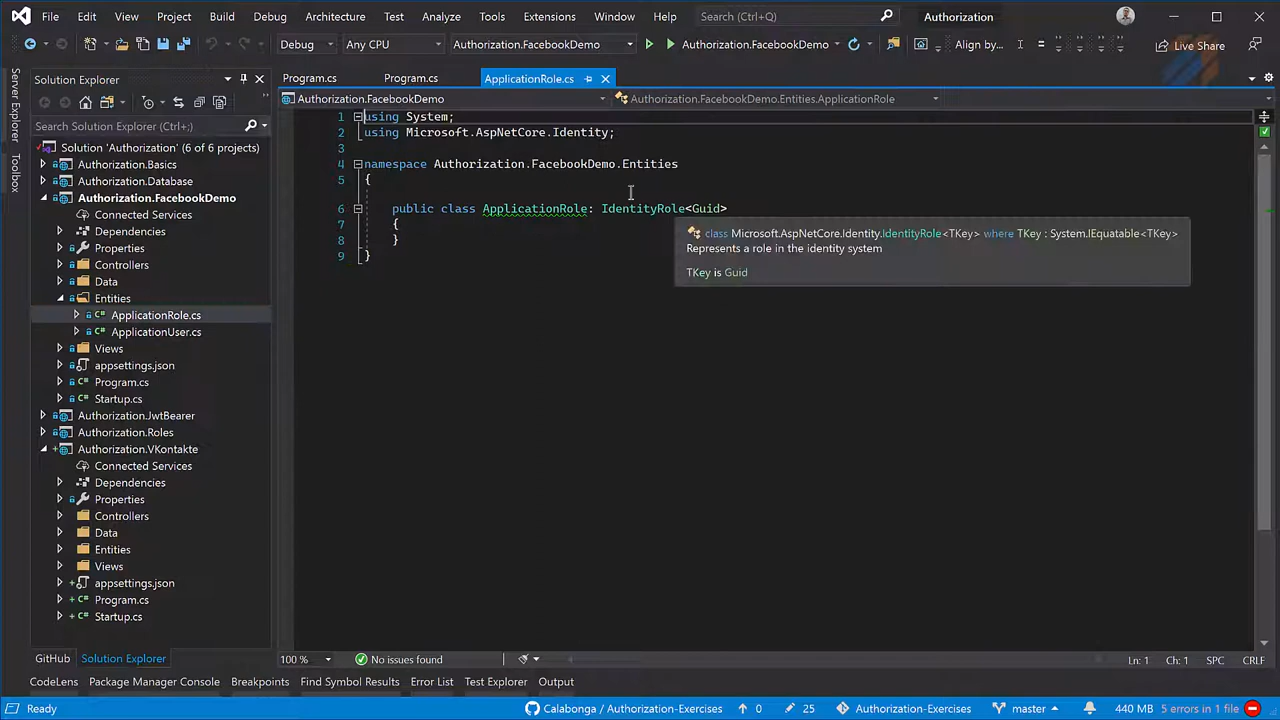 File Edit View Project Build Debug Architecture Test Analyze Tools Extensions Window Help Search (Ctrl+Q) Authorization
Debug Any CPU Authorization.FacebookDemo Authorization.FacebookDemo Align by... Live Share
Server Explorer
Toolbox
Solution Explorer
Search Solution Explorer (Ctrl+;)
Solution 'Authorization' (6 of 6 projects)
Authorization.Basics
Authorization.Database
Authorization.FacebookDemo
Connected Services
Dependencies
Properties
Controllers
Data
Entities
ApplicationRole.cs
ApplicationUser.cs
Views
appsettings.json
Program.cs
Startup.cs
Authorization.JwtBearer
Authorization.Roles
Authorization.VKontakte
Connected Services
Dependencies
Properties
Controllers
Data
Entities
Views
appsettings.json
Program.cs
Startup.cs
GitHub Solution Explorer
Program.cs Program.cs ApplicationRole.cs
Authorization.FacebookDemo Authorization.FacebookDemo.Entities.ApplicationRole
1 using System;
2 using Microsoft.AspNetCore.Identity;
3
4 namespace Authorization.FacebookDemo.Entities
5 {
6 public class ApplicationRole: IdentityRole<Guid>
7 {
8 }
9 }
class Microsoft.AspNetCore.Identity.IdentityRole<TKey> where TKey : System.IEquatable<TKey>
Represents a role in the identity system
TKey is Guid
100 % No issues found Ln: 1 Ch: 1 SPC CRLF
CodeLens Package Manager Console Breakpoints Find Symbol Results Error List Test Explorer Output
Ready Calabonga / Authorization-Exercises 0 25 Authorization-Exercises master 440 MB 5 errors in 1 file